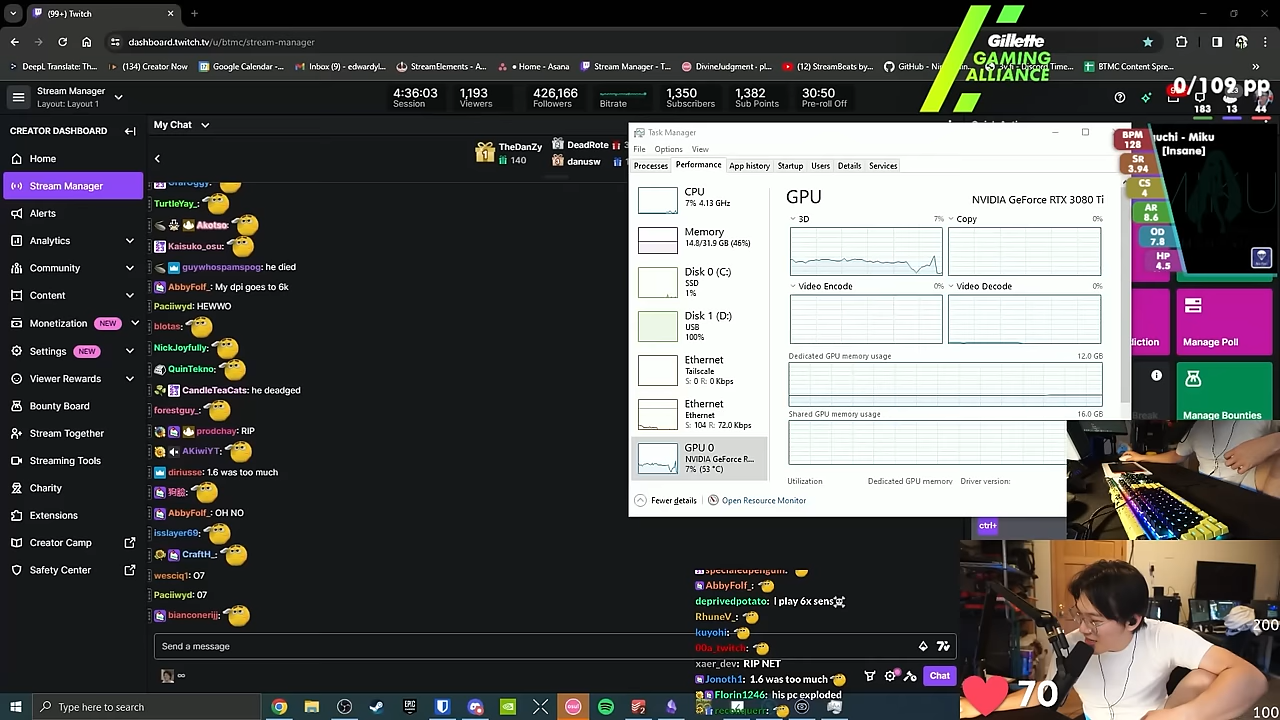 (99+) Twitch
dashboard.twitch.tv/u/btmc/stream-manager
DeepL Translate: Th...
(134) Creator Now
Google Calendar -...
StreamElements - A...
Home - Asana
Stream Manager - T...
DivineJudgment - pl...
(12) StreamBeats by...
BTMC Content Spre...
Gillette
GAMING
ALLIANCE
0/109 pp
183
13
44
Stream Manager
Layout: Layout 1
4:36:03
Session
1,193
Viewers
426,166
Followers
Bitrate
1,350
Subscribers
1,382
Sub Points
30:50
Pre-roll Off
CREATOR DASHBOARD
Home
Stream Manager
Alerts
Analytics
Community
Content
Monetization NEW
Settings NEW
Viewer Rewards
Bounty Board
Stream Together
Streaming Tools
Charity
Extensions
Creator Camp
Safety Center
My Chat
TheDanZy
140
DeadRote
danusw
TurtleYay_:
Akotso:
Kaisuko_osu:
guywhospamspog: he died
AbbyFolf_: My dpi goes to 6k
Paciiwyd: HEWWO
blotas:
NickJoyfully:
QuinTekno:
CandleTeaCats: he deadged
forestguy_:
prodchay: RIP
AKiwiYT:
diriusse: 1.6 was too much
AbbyFolf_: OH NO
isslayer69:
CraftH_:
wesciq1: O7
Paciiwyd: 07
bianconerijj:
Send a message
Chat
Task Manager
File Options View
Processes Performance App history Startup Users Details Services
CPU
7% 4.13 GHz
Memory
14.8/31.9 GB (46%)
Disk 0 (C:)
SSD
1%
Disk 1 (D:)
USB
100%
Ethernet
Tailscale
S: 0 R: 0 Kbps
Ethernet
Ethernet
S: 104 R: 72.0 Kbps
GPU 0
NVIDIA GeForce R...
7% (53 °C)
GPU
NVIDIA GeForce RTX 3080 Ti
3D 7%
Copy 0%
Video Encode 0%
Video Decode 0%
Dedicated GPU memory usage 12.0 GB
Shared GPU memory usage 16.0 GB
Utilization Dedicated GPU memory Driver version:
Fewer details
Open Resource Monitor
BPM
128
SR
3.94
CS
4
AR
8.6
OD
7.8
HP
4.5
uchi - Miku
[Insane]
Manage Poll
Manage Bounties
ctrl+
AbbyFolf_:
deprivedpotato: I play 6x sens
RhuneV_:
kuyohi:
00a_twitch:
xaer_dev: RIP NET
Jonoth1: 1.6 was too much
Florin1246: his pc exploded
70
200
100
Type here to search